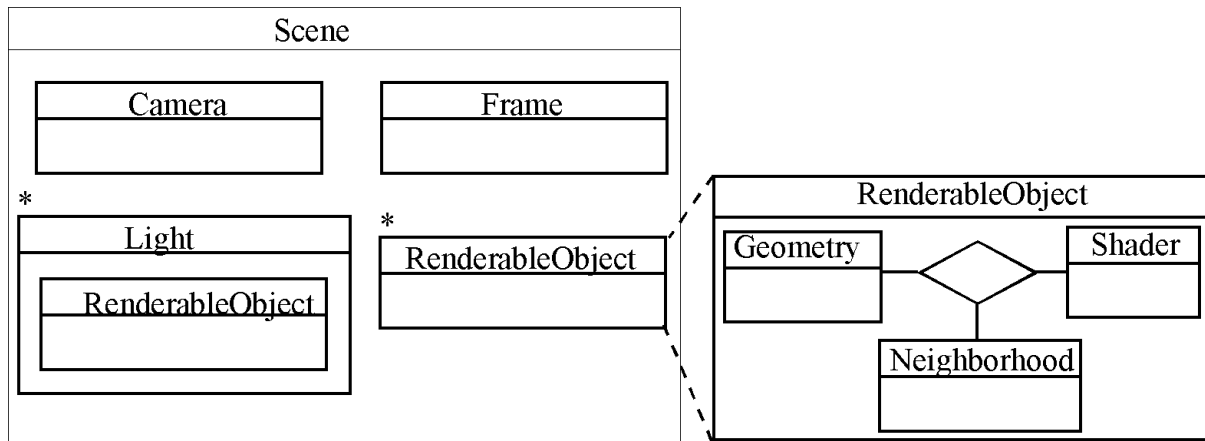 Scene
Camera
Frame
*
Light
RenderableObject
*
RenderableObject
RenderableObject
Geometry
Shader
Neighborhood